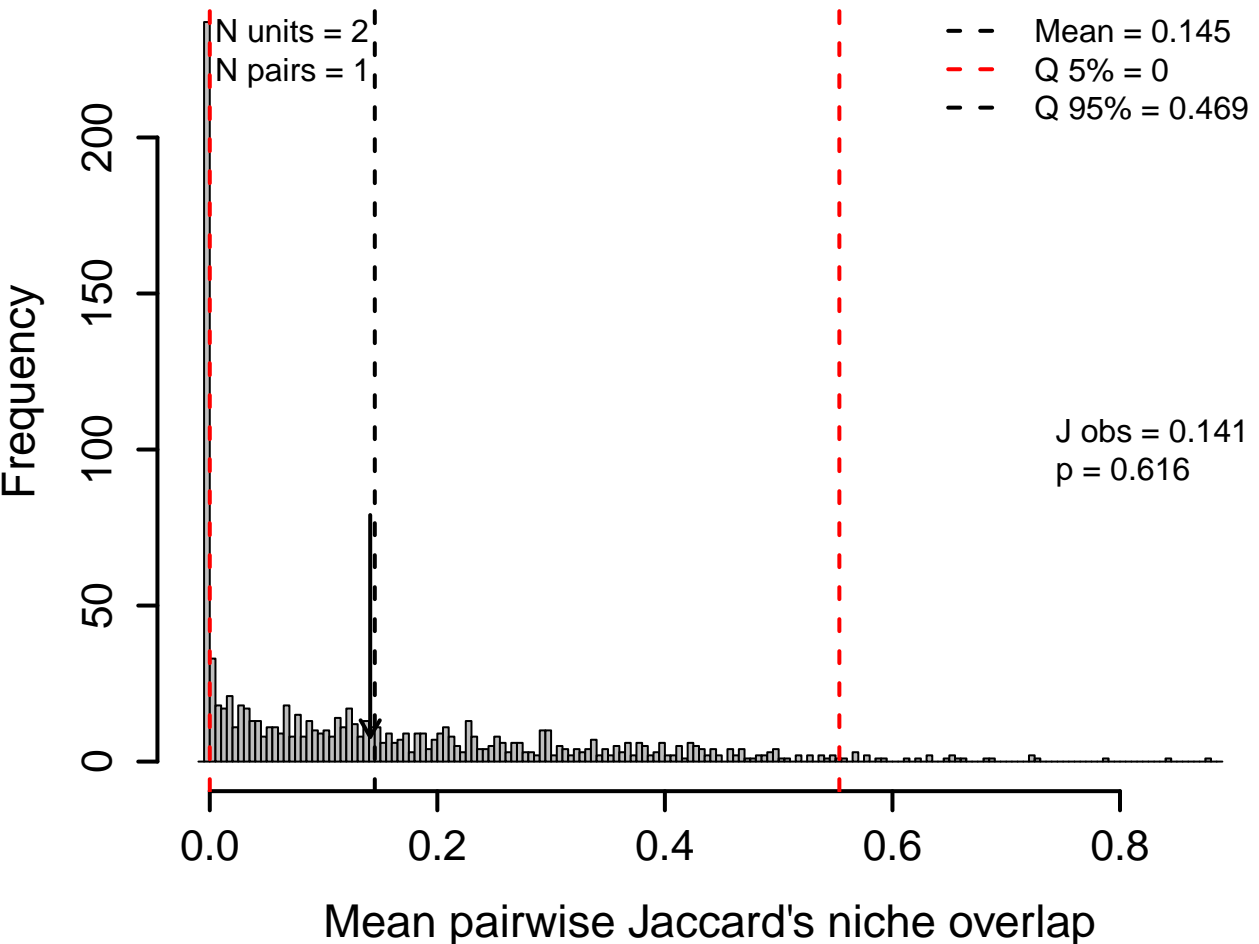 N units = 2
N pairs = 1
Mean = 0.145
Q 5% = 0
Q 95% = 0.469
J obs = 0.141
p = 0.616
Frequency
200
150
100
50
0
0.0 0.2 0.4 0.6 0.8
Mean pairwise Jaccard's niche overlap